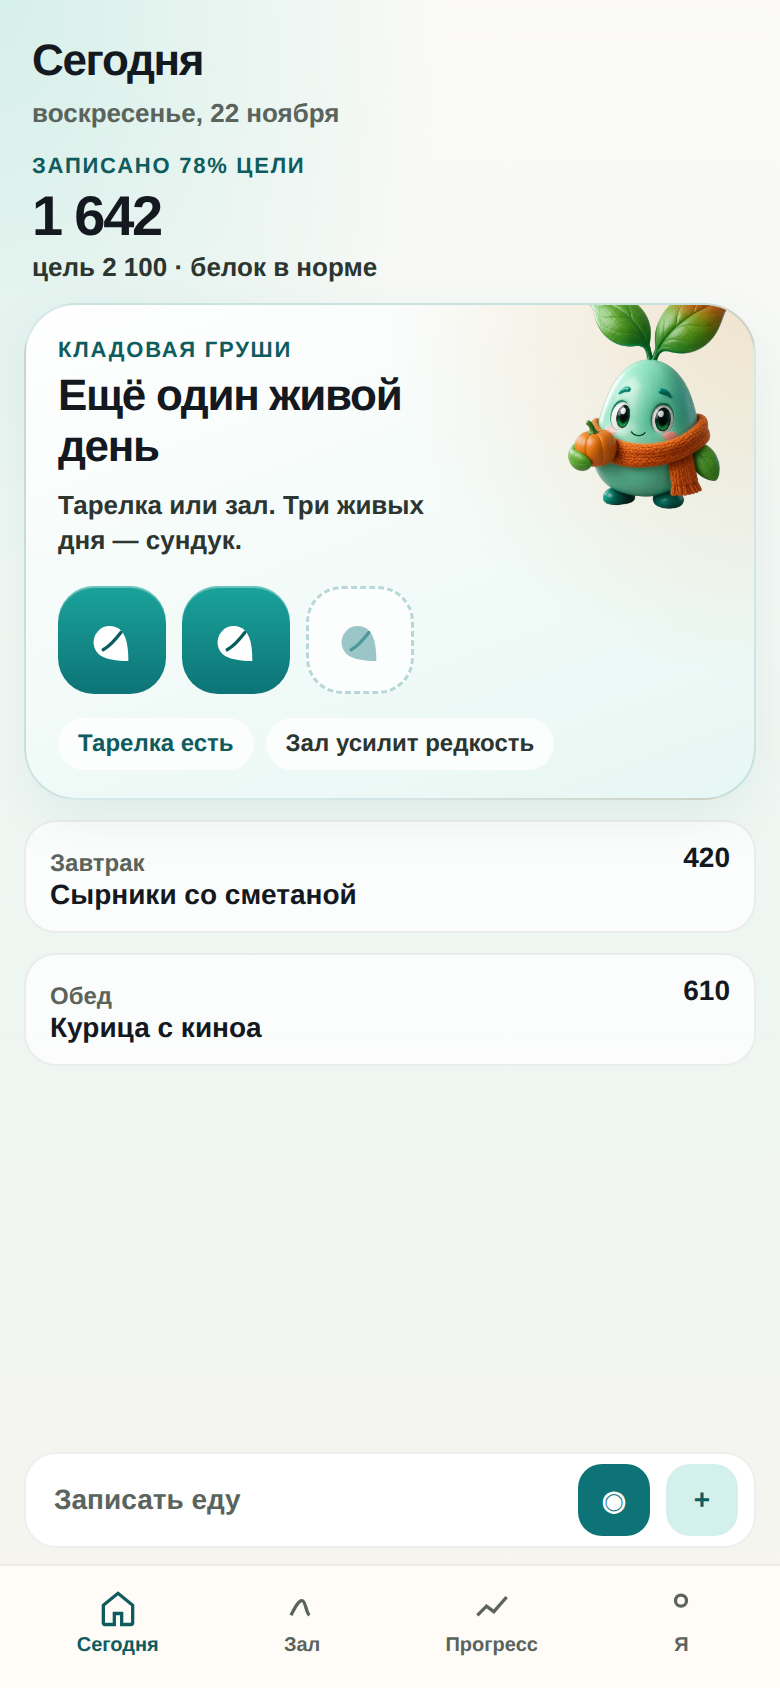 Сегодня
воскресенье, 22 ноября
ЗАПИСАНО 78% ЦЕЛИ
1 642
цель 2 100 · белок в норме
КЛАДОВАЯ ГРУШИ
Ещё один живой
день
Тарелка или зал. Три живых
дня — сундук.
Тарелка есть
Зал усилит редкость
Завтрак
420
Сырники со сметаной
Обед
610
Курица с киноа
Записать еду
+
Сегодня
Зал
Прогресс
Я